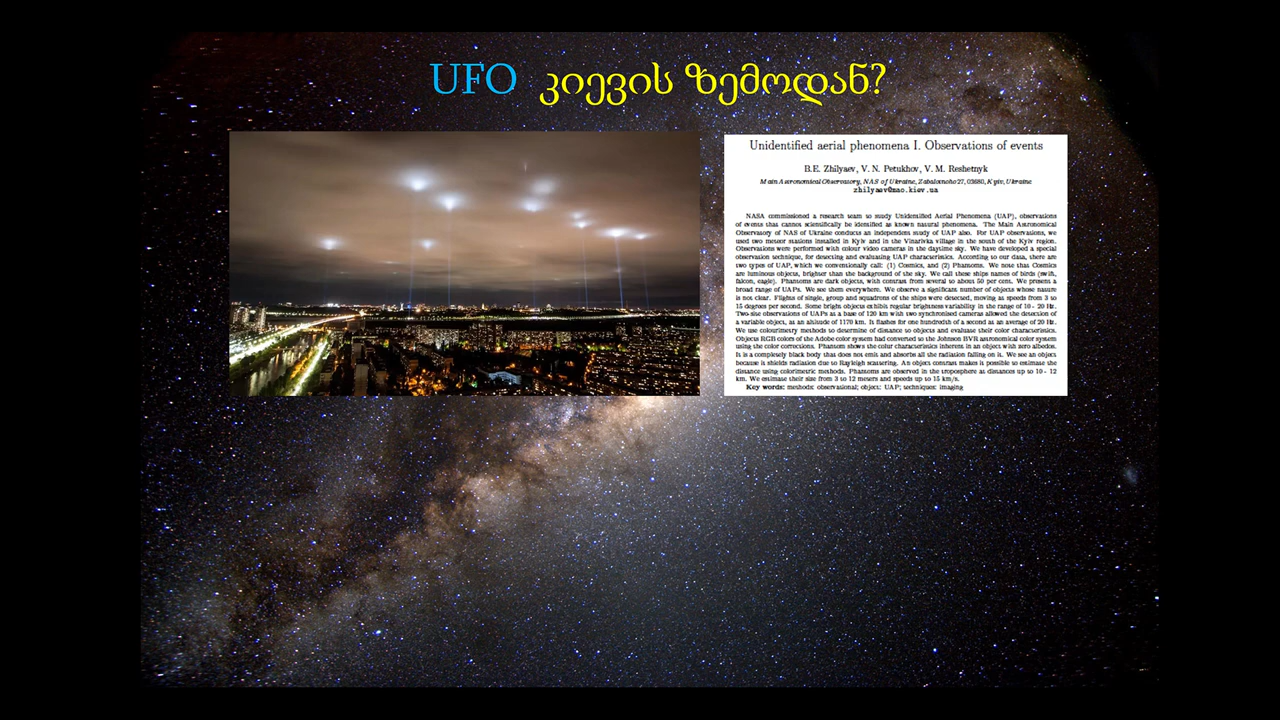 UFO კიევის ზემოდან?
Unidentified aerial phenomena I. Observations of events
B.E. Zhilyaev, V. N. Petukhov, V. M. Reshetnyk
Main Astronomical Observatory, NAS of Ukraine, Zabalotnoho 27, 03680, Kyiv, Ukraine
zhilyaev@mao.kiev.ua
NASA commissioned a research team to study Unidentified Aerial Phenomena (UAP), observations
of events that cannot scientifically be identified as known natural phenomena. The Main Astronomical
Observatory of NAS of Ukraine conducts an independent study of UAP also. For UAP observations, we
used two meteor stations installed in Kyiv and in the Vinarivka village in the south of the Kyiv region.
Observations were performed with colour video cameras in the daytime sky. We have developed a special
observation technique, for detecting and evaluating UAP characteristics. According to our data, there are
two types of UAP, which we conventionally call: (1) Cosmics, and (2) Phantoms. We note that Cosmics
are luminous objects, brighter than the background of the sky. We call these ships names of birds (swift,
falcon, eagle). Phantoms are dark objects, with contrast from several to about 50 per cent. We present a
broad range of UAPs. We see them everywhere. We observe a significant number of objects whose nature
is not clear. Flights of single, group and squadrons of the ships were detected, moving at speeds from 3 to
15 degrees per second. Some bright objects exhibit regular brightness variability in the range of 10 - 20 Hz.
Two-site observations of UAPs at a base of 120 km with two synchronised cameras allowed the detection of
a variable object, at an altitude of 1170 km. It flashes for one hundredth of a second at an average of 20 Hz.
We use colourimetry methods to determine of distance to objects and evaluate their color characteristics.
Objects RGB colors of the Adobe color system had converted to the Johnson BVR astronomical color system
using the color corrections. Phantom shows the colur characteristics inherent in an object with zero albedos.
It is a completely black body that does not emit and absorbs all the radiation falling on it. We see an object
because it shields radiation due to Rayleigh scattering. An object contrast makes it possible to estimate the
distance using colorimetric methods. Phantoms are observed in the troposphere at distances up to 10 - 12
km. We estimate their size from 3 to 12 meters and speeds up to 15 km/s.
Key words: methods: observational; object: UAP; techniques: imaging